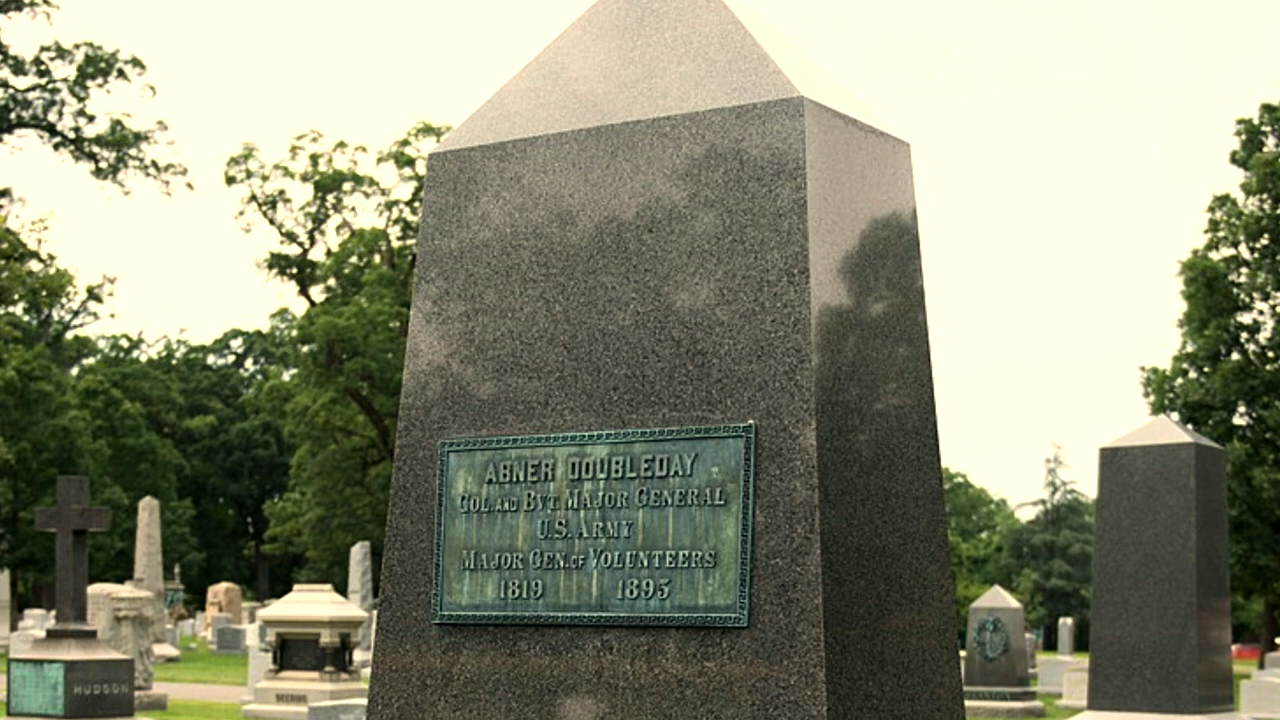 ABNER DOUBLEDAY
COL. AND BVT. MAJOR GENERAL
U.S. ARMY
MAJOR GEN. OF VOLUNTEERS
1819 1893
HUDSON